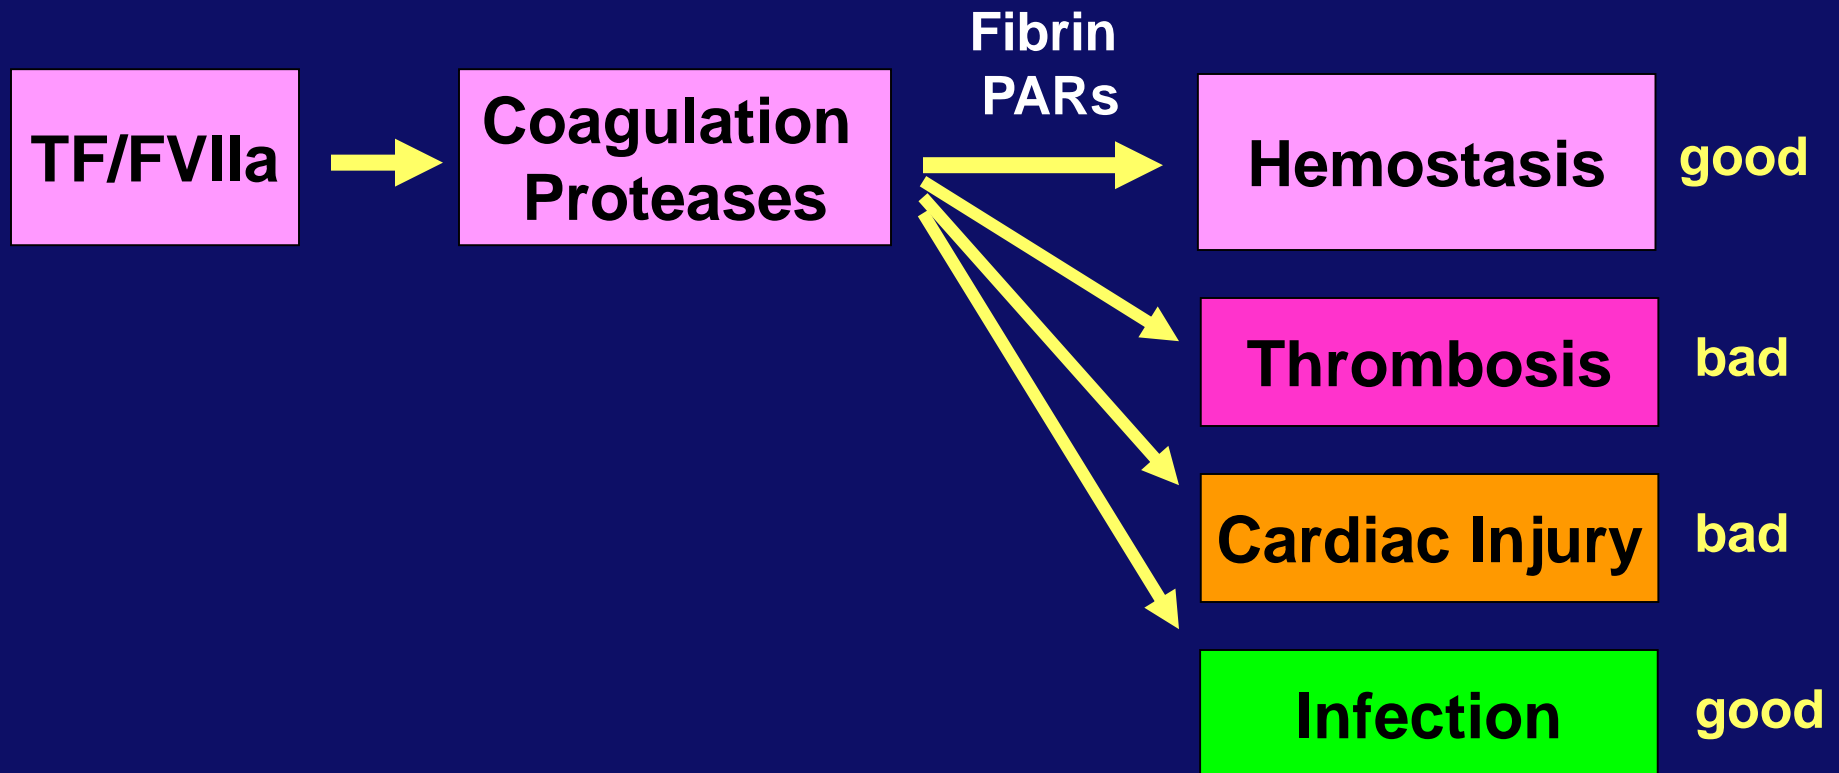 Fibrin
PARs
TF/FVIIa
Coagulation
Proteases
Hemostasis
good
Thrombosis
bad
Cardiac Injury
bad
Infection
good